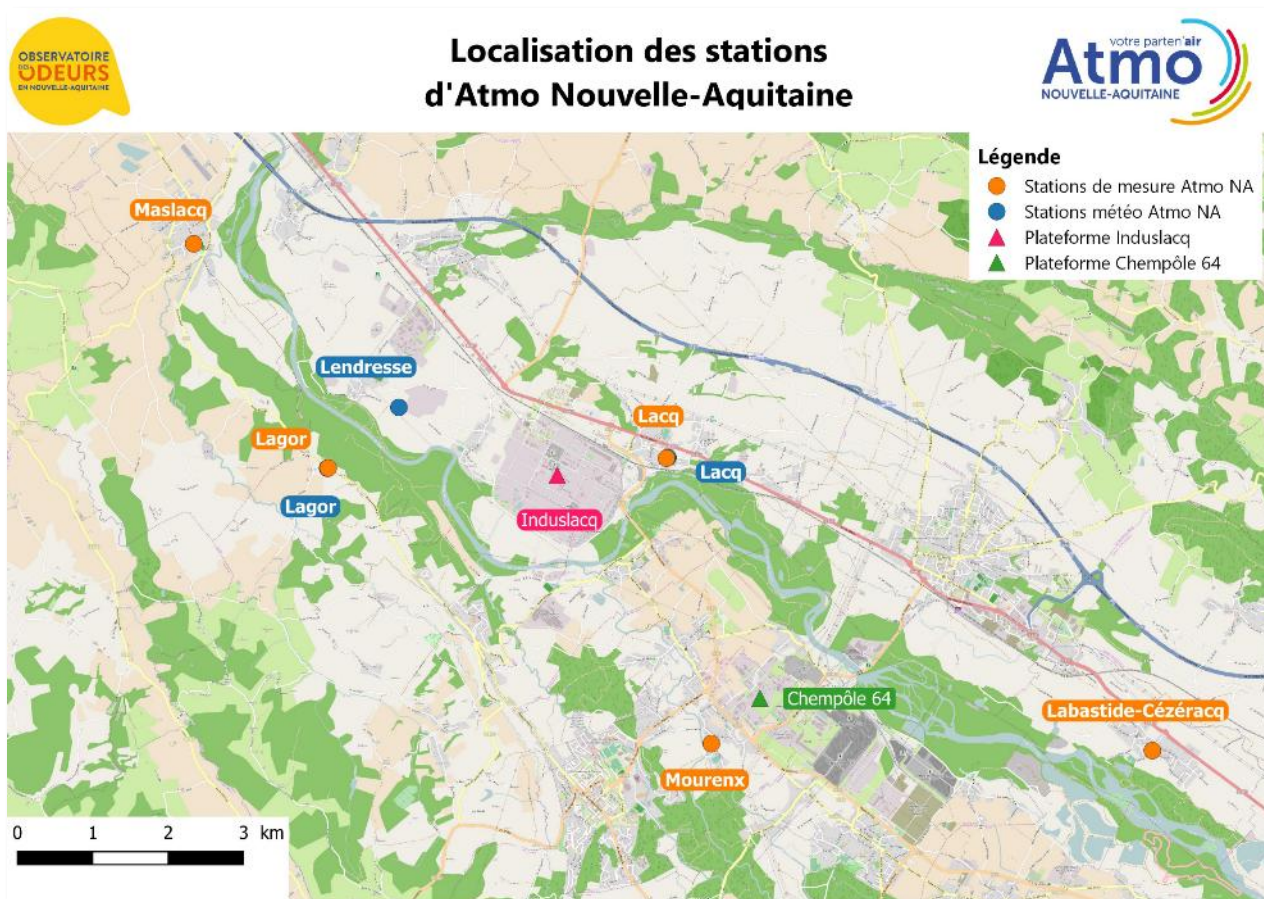 OBSERVATOIRE
DES
ODEURS
EN NOUVELLE-AQUITAINE
Localisation des stations
d'Atmo Nouvelle-Aquitaine
votre parten'air
Atmo
NOUVELLE-AQUITAINE
Légende
Stations de mesure Atmo NA
Stations météo Atmo NA
Plateforme Induslacq
Plateforme Chempôle 64
Maslacq
Lendresse
Lacq
Lagor
Lacq
Lagor
Induslacq
Chempôle 64
Labastide-Cézéracq
Mourenx
0 1 2 3 km